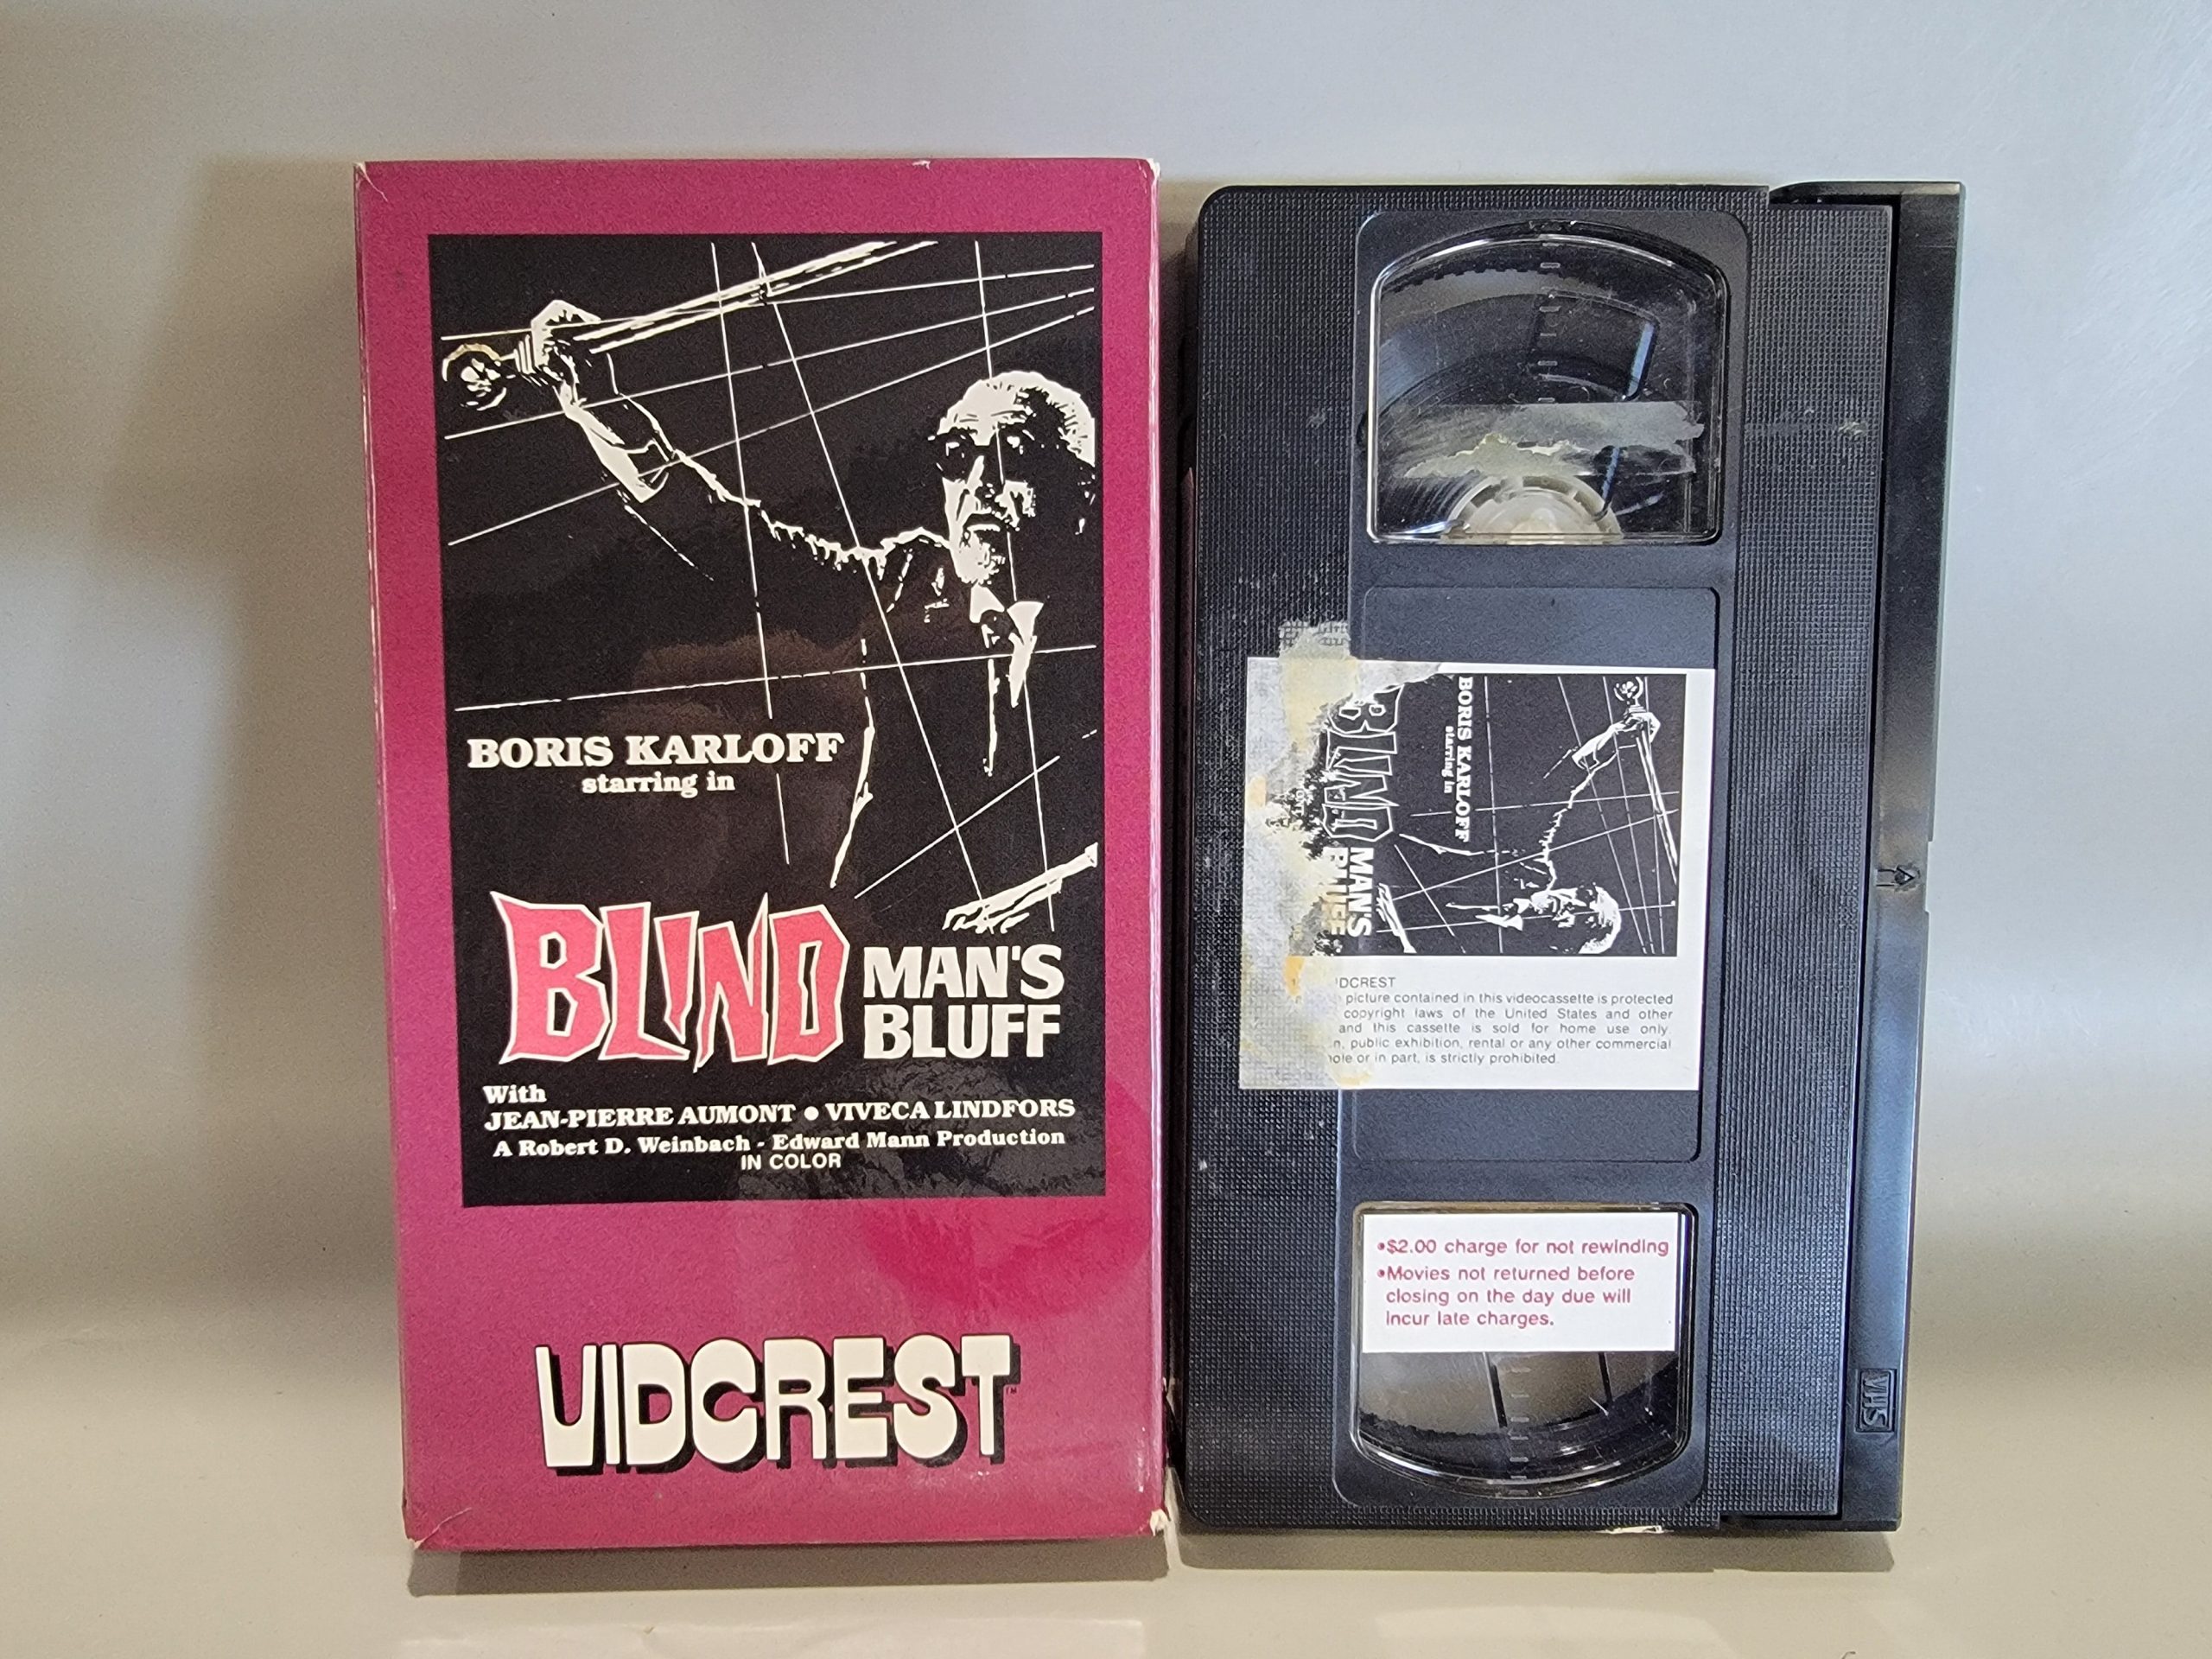 BORIS KARLOFF
starring in
BLIND MAN'S
BLUFF
With
JEAN-PIERRE AUMONT • VIVECA LINDFORS
A Robert D. Weinbach - Edward Mann Production
IN COLOR
VIDCREST
BORIS KARLOFF
starring in
BLIND MAN'S
BLUFF
IDCREST
picture contained in this videocassette is protected
copyright laws of the United States and other
and this cassette is sold for home use only.
n, public exhibition, rental or any other commercial
hole or in part, is strictly prohibited.
•$2.00 charge for not rewinding
•Movies not returned before
closing on the day due will
incur late charges.
VHS